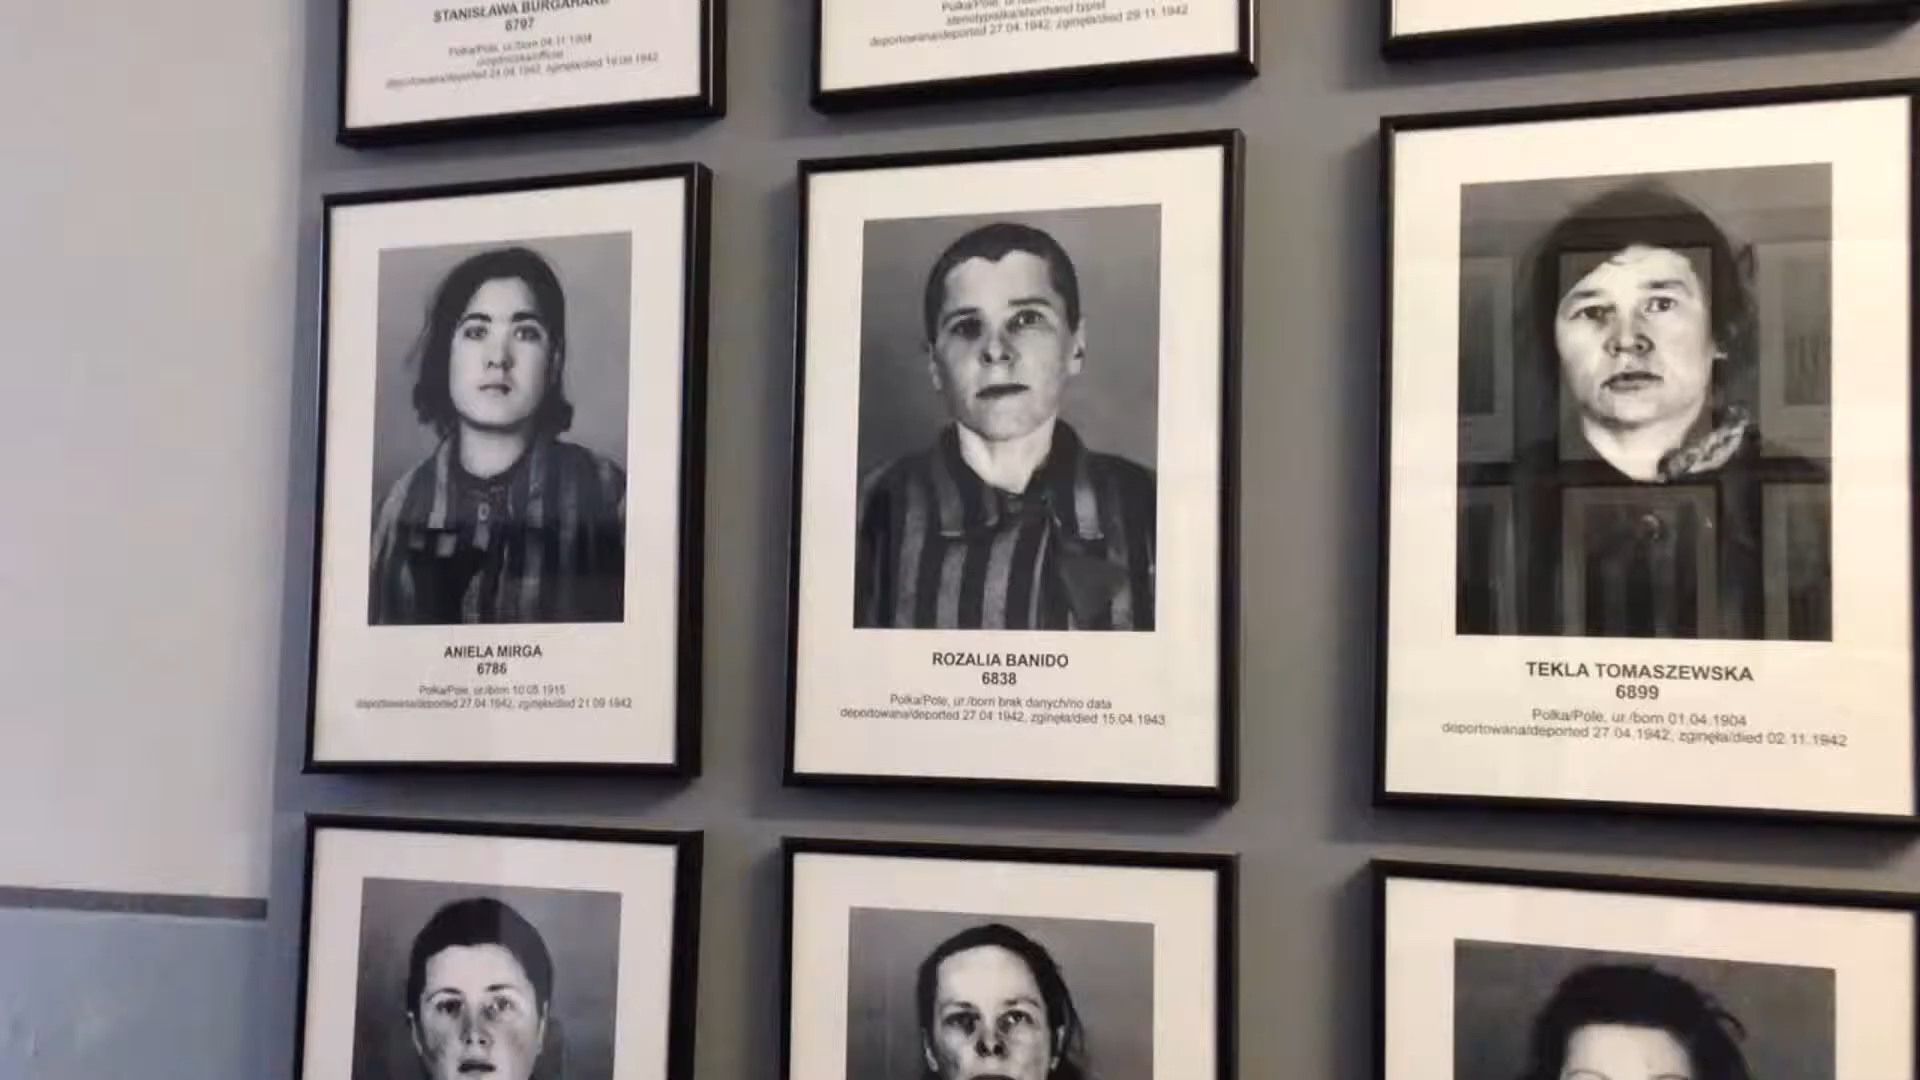 STANISŁAWA BURGAHARD
6797
Polka/Pole, ur./born 04.11.1904
deportowana/deported 24.04.1942, zginęła/died 19.09.1942
Polka/Pole, ur./born
stenotypistka/shorthand typist
deportowana/deported 27.04.1942, zginęła/died 29.11.1942
ANIELA MIRGA
6786
Polka/Pole, ur./born 10.05.1915
deportowana/deported 27.04.1942, zginęła/died 21.09.1942
ROZALIA BANIDO
6838
Polka/Pole, ur./born brak danych/no data
deportowana/deported 27.04.1942, zginęła/died 15.04.1943
TEKLA TOMASZEWSKA
6899
Polka/Pole, ur./born 01.04.1904
deportowana/deported 27.04.1942, zginęła/died 02.11.1942